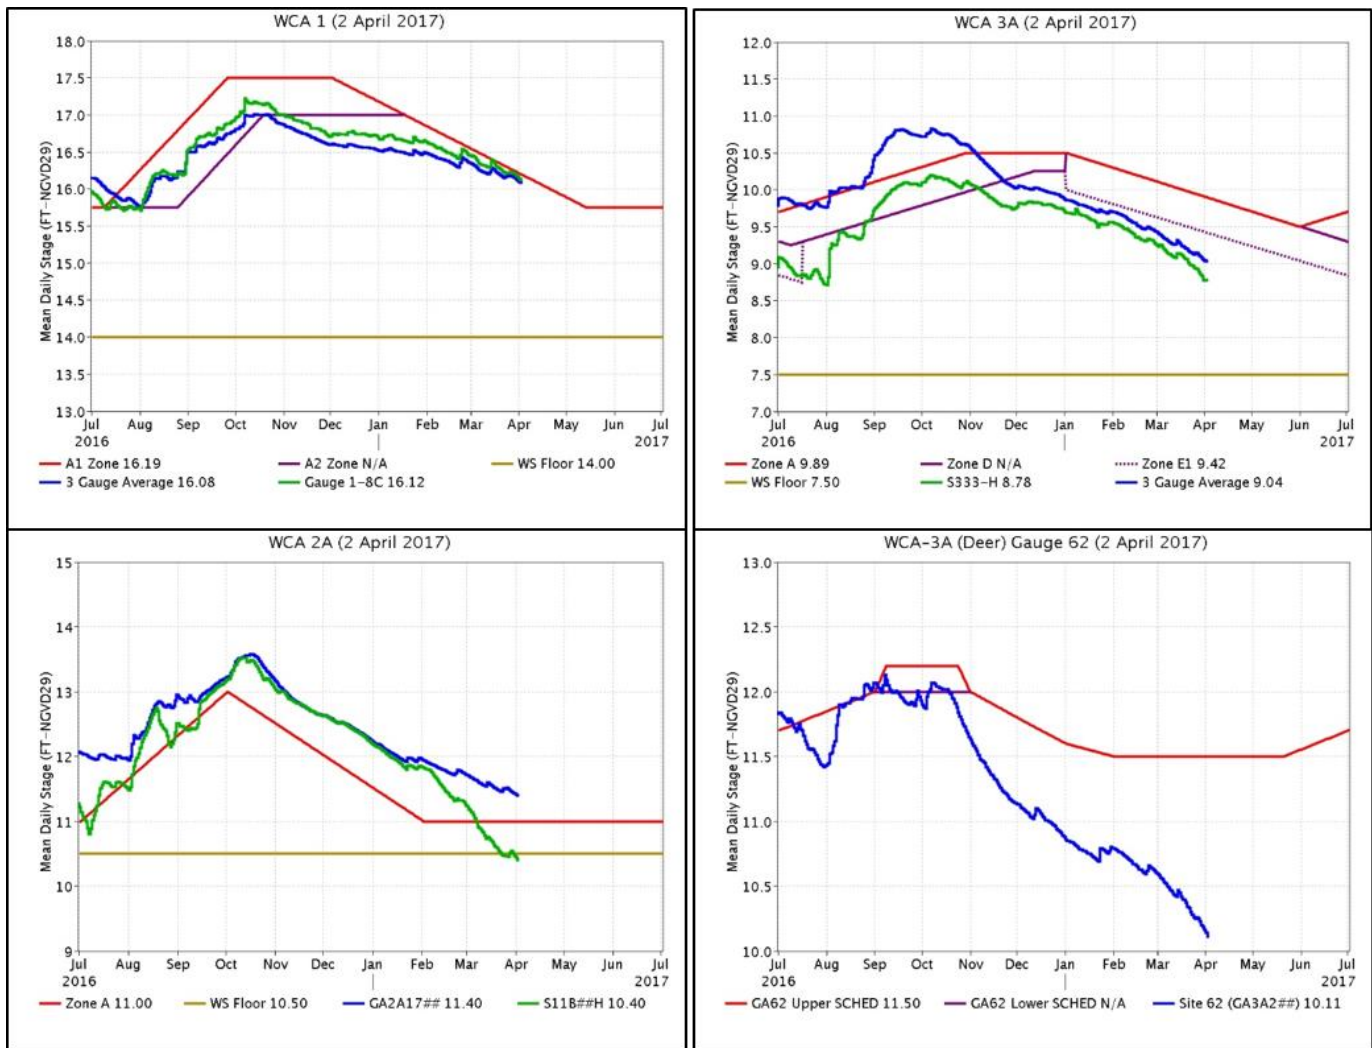 WCA 1 (2 April 2017)
Mean Daily Stage (FT-NGVD29)
18.0
17.5
17.0
16.5
16.0
15.5
15.0
14.5
14.0
13.5
13.0
Jul Aug Sep Oct Nov Dec Jan Feb Mar Apr May Jun Jul
2016 2017
A1 Zone 16.19 A2 Zone N/A WS Floor 14.00
3 Gauge Average 16.08 Gauge 1-8C 16.12
WCA 3A (2 April 2017)
Mean Daily Stage (FT-NGVD29)
12.0
11.5
11.0
10.5
10.0
9.5
9.0
8.5
8.0
7.5
7.0
Jul Aug Sep Oct Nov Dec Jan Feb Mar Apr May Jun Jul
2016 2017
Zone A 9.89 Zone D N/A Zone E1 9.42
WS Floor 7.50 S333-H 8.78 3 Gauge Average 9.04
WCA 2A (2 April 2017)
Mean Daily Stage (FT-NGVD29)
15
14
13
12
11
10
9
Jul Aug Sep Oct Nov Dec Jan Feb Mar Apr May Jun Jul
2016 2017
Zone A 11.00 WS Floor 10.50 GA2A17## 11.40 S11B##H 10.40
WCA-3A (Deer) Gauge 62 (2 April 2017)
Mean Daily Stage (FT-NGVD29)
13.0
12.5
12.0
11.5
11.0
10.5
10.0
Jul Aug Sep Oct Nov Dec Jan Feb Mar Apr May Jun Jul
2016 2017
GA62 Upper SCHED 11.50 GA62 Lower SCHED N/A Site 62 (GA3A2##) 10.11